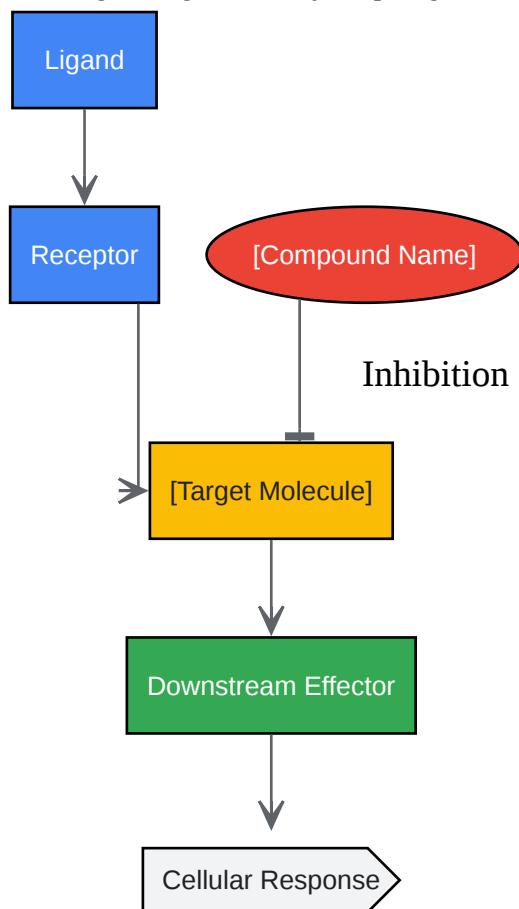 Ligand
Receptor
[Compound Name]
Inhibition
[Target Molecule]
Downstream Effector
Cellular Response